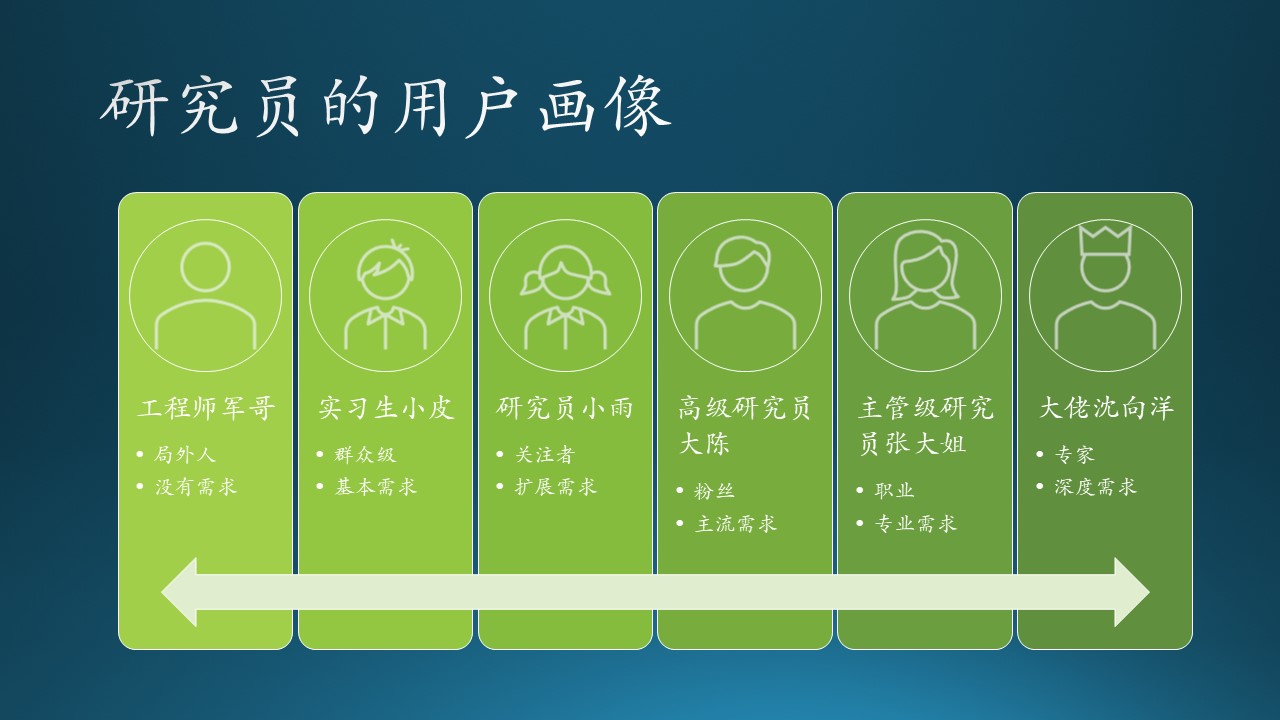 研究员的用户画像
工程师军哥
• 局外人
• 没有需求
实习生小皮
• 群众级
• 基本需求
研究员小雨
• 关注者
• 扩展需求
高级研究员
大陈
• 粉丝
• 主流需求
主管级研究
员张大姐
• 职业
• 专业需求
大佬沈向洋
• 专家
• 深度需求